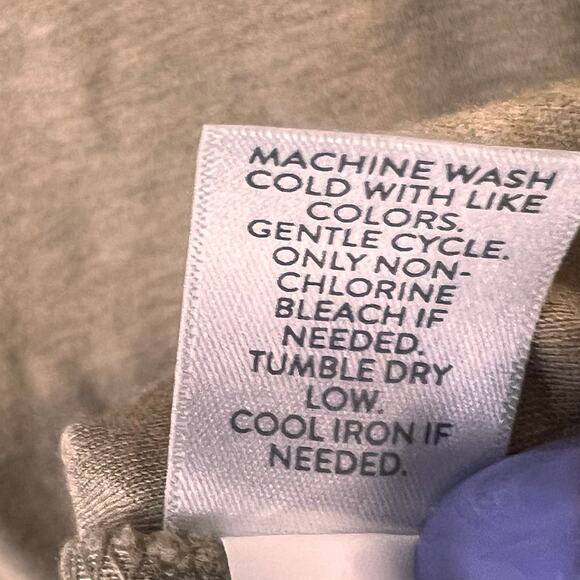 MACHINE WASH
COLD WITH LIKE
COLORS.
GENTLE CYCLE.
ONLY NON-
CHLORINE
BLEACH IF
NEEDED.
TUMBLE DRY
LOW.
COOL IRON IF
NEEDED.